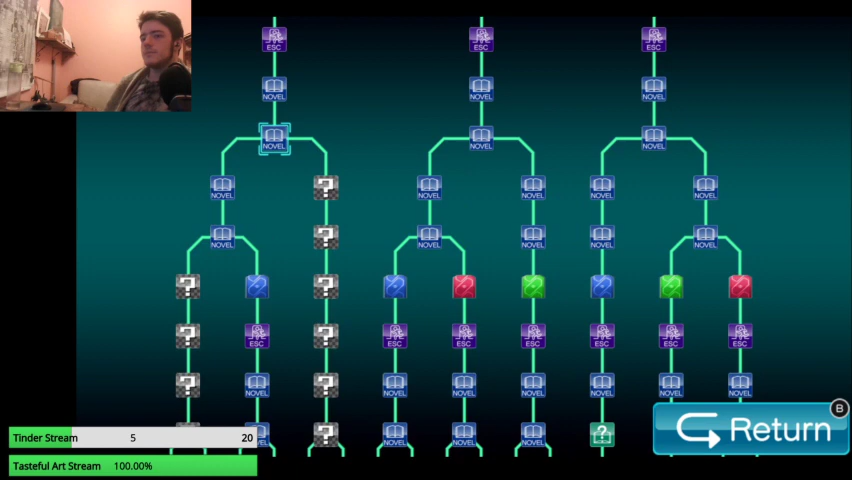 ESC ESC ESC
NOVEL NOVEL NOVEL
NOVEL NOVEL NOVEL
NOVEL ? NOVEL NOVEL NOVEL NOVEL
NOVEL ? NOVEL NOVEL NOVEL NOVEL
? ?
? ESC ? ESC ESC ESC ESC ESC ESC
? NOVEL ? NOVEL NOVEL NOVEL NOVEL NOVEL NOVEL
? NOVEL ? NOVEL NOVEL NOVEL ?
B
Return
Tinder Stream 5 20
Tasteful Art Stream 100.00%